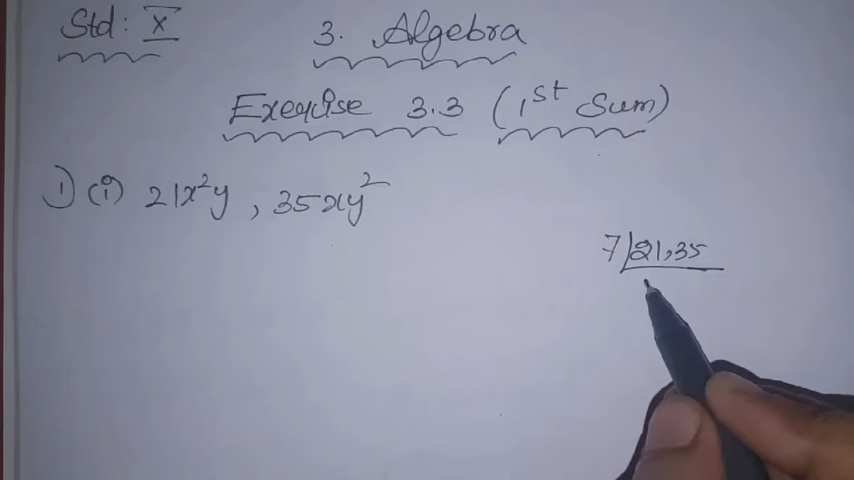 Std: X
3. Algebra
Exercise 3.3 (1st Sum)
1) (i) 21x²y , 35xy²
7|21,35